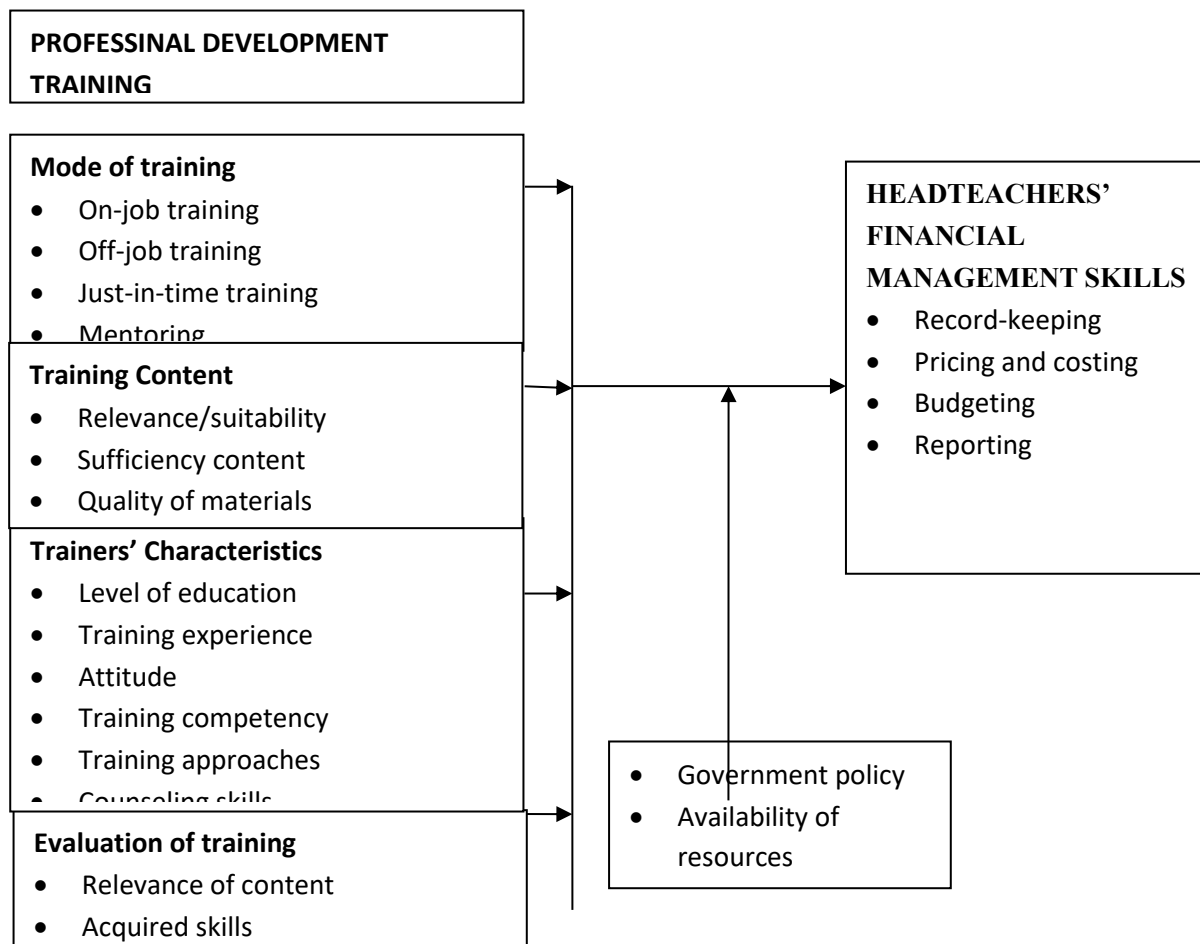 PROFESSINAL DEVELOPMENT
TRAINING
Mode of training
• On-job training
• Off-job training
• Just-in-time training
• Mentoring
Training Content
• Relevance/suitability
• Sufficiency content
• Quality of materials
Trainers’ Characteristics
• Level of education
• Training experience
• Attitude
• Training competency
• Training approaches
• Counseling skills
Evaluation of training
• Relevance of content
• Acquired skills
• Government policy
• Availability of
resources
HEADTEACHERS’
FINANCIAL
MANAGEMENT SKILLS
• Record-keeping
• Pricing and costing
• Budgeting
• Reporting